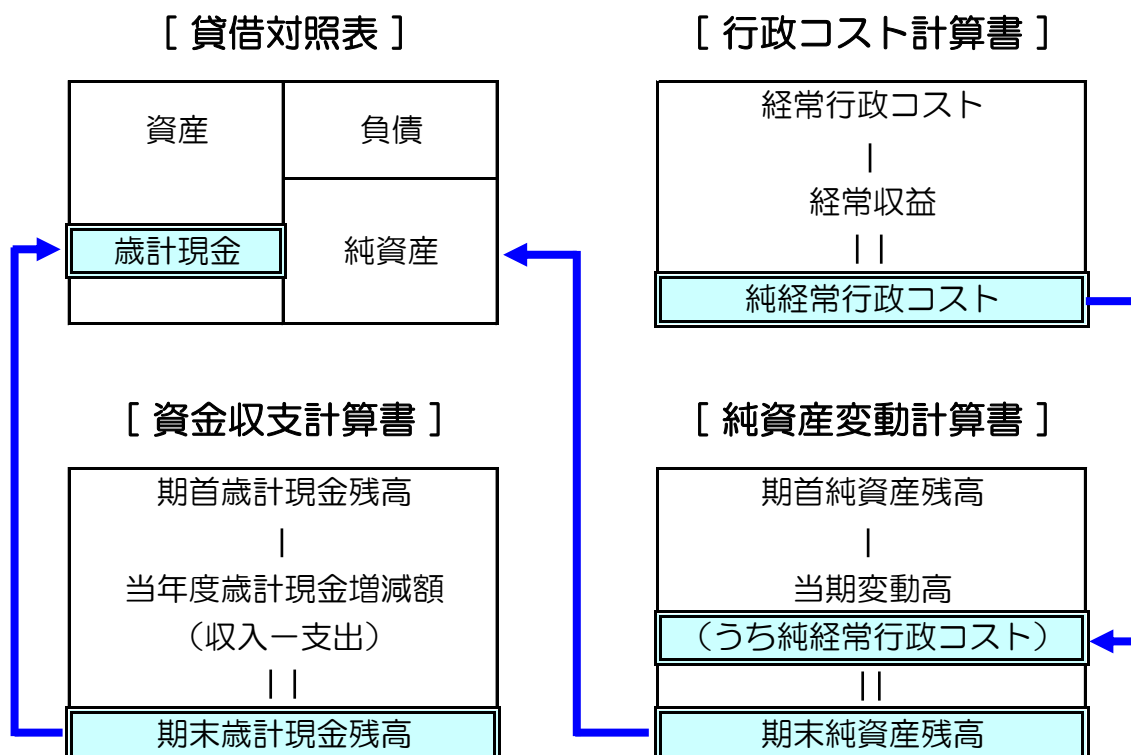 [ 貸借対照表 ]
資産
負債
歳計現金
純資産
[ 行政コスト計算書 ]
経常行政コスト
|
経常収益
||
純経常行政コスト
[ 資金収支計算書 ]
期首歳計現金残高
|
当年度歳計現金増減額
（収入ー支出）
||
期末歳計現金残高
[ 純資産変動計算書 ]
期首純資産残高
|
当期変動高
（うち純経常行政コスト）
||
期末純資産残高